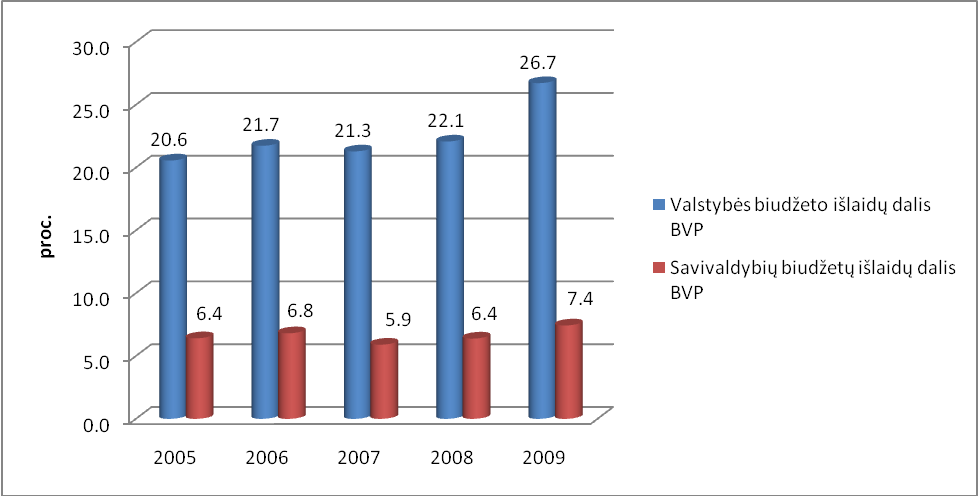 30.0
25.0
20.0
15.0
10.0
5.0
0.0
proc.
20.6
6.4
21.7
6.8
21.3
5.9
22.1
6.4
26.7
7.4
2005 2006 2007 2008 2009
Valstybės biudžeto išlaidų dalis
BVP
Savivaldybių biudžetų išlaidų dalis
BVP